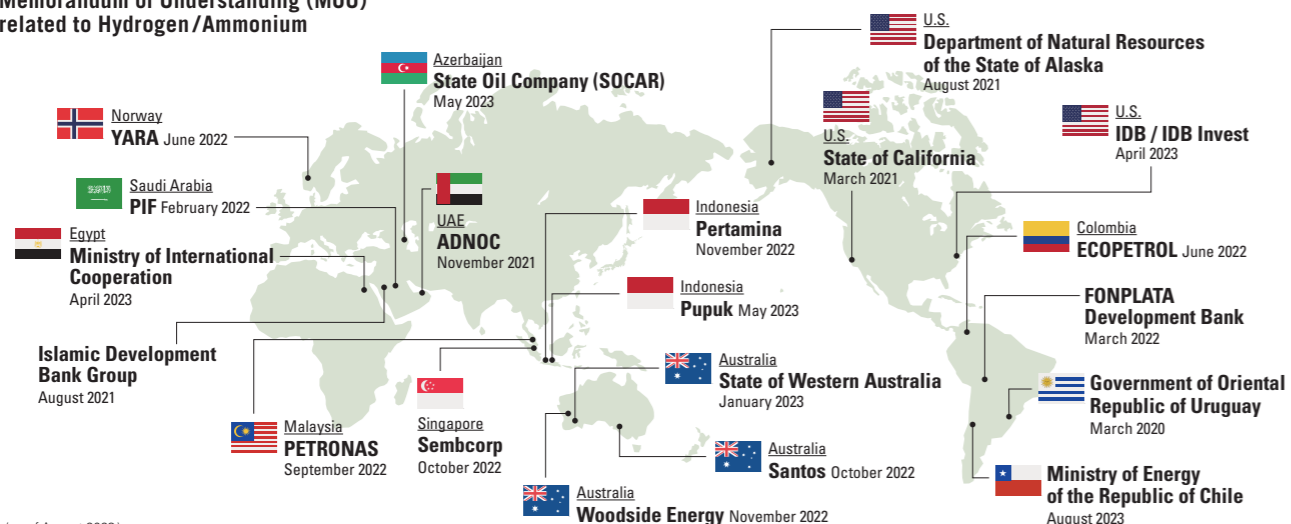 Memorandum of Understanding (MOU)
related to Hydrogen/Ammonium
Azerbaijan
State Oil Company (SOCAR)
May 2023
Norway
YARA June 2022
Saudi Arabia
PIF February 2022
Egypt
Ministry of International
Cooperation
April 2023
Islamic Development
Bank Group
August 2021
UAE
ADNOC
November 2021
Malaysia
PETRONAS
September 2022
Singapore
Sembcorp
October 2022
Indonesia
Pertamina
November 2022
Indonesia
Pupuk May 2023
Australia
State of Western Australia
January 2023
Australia
Santos October 2022
Australia
Woodside Energy November 2022
U.S.
Department of Natural Resources
of the State of Alaska
August 2021
U.S.
State of California
March 2021
U.S.
IDB / IDB Invest
April 2023
Colombia
ECOPETROL June 2022
FONPLATA
Development Bank
March 2022
Government of Oriental
Republic of Uruguay
March 2020
Ministry of Energy
of the Republic of Chile
August 2023